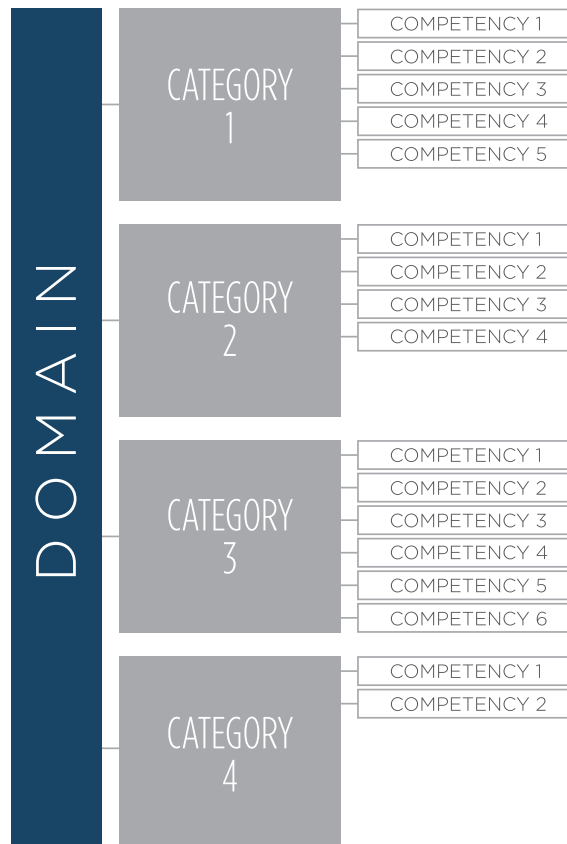 DOMAIN
CATEGORY
1
COMPETENCY 1
COMPETENCY 2
COMPETENCY 3
COMPETENCY 4
COMPETENCY 5
CATEGORY
2
COMPETENCY 1
COMPETENCY 2
COMPETENCY 3
COMPETENCY 4
CATEGORY
3
COMPETENCY 1
COMPETENCY 2
COMPETENCY 3
COMPETENCY 4
COMPETENCY 5
COMPETENCY 6
CATEGORY
4
COMPETENCY 1
COMPETENCY 2